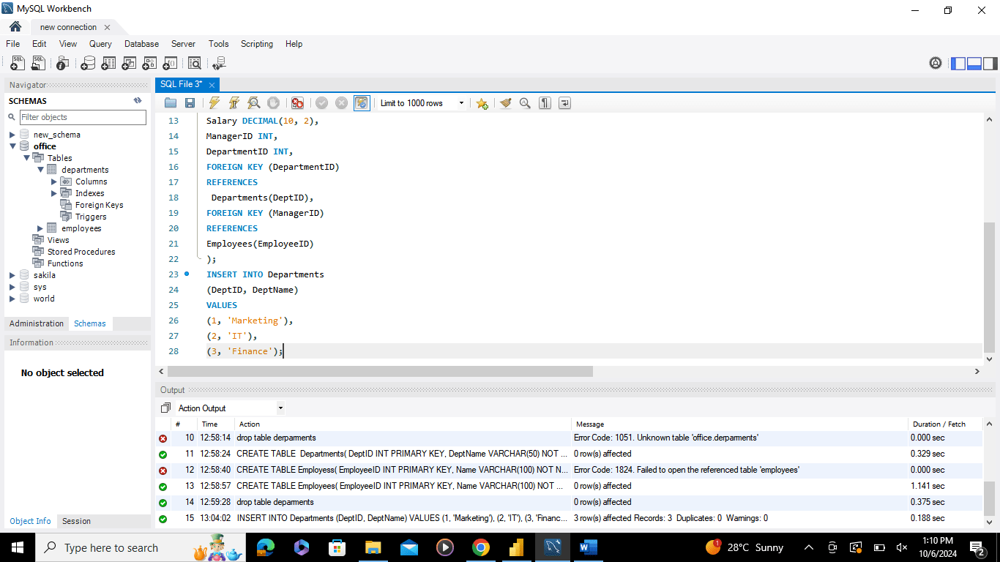 MySQL Workbench
new connection
File Edit View Query Database Server Tools Scripting Help
Navigator
SCHEMAS
Filter objects
new_schema
office
Tables
departments
Columns
Indexes
Foreign Keys
Triggers
employees
Views
Stored Procedures
Functions
sakila
sys
world
Administration Schemas
Information
No object selected
Object Info Session
SQL File 3*
Limit to 1000 rows
13 Salary DECIMAL(10, 2),
14 ManagerID INT,
15 DepartmentID INT,
16 FOREIGN KEY (DepartmentID)
17 REFERENCES
18 Departments(DeptID),
19 FOREIGN KEY (ManagerID)
20 REFERENCES
21 Employees(EmployeeID)
22 );
23 INSERT INTO Departments
24 (DeptID, DeptName)
25 VALUES
26 (1, 'Marketing'),
27 (2, 'IT'),
28 (3, 'Finance');
Output
Action Output
# Time Action Message Duration / Fetch
10 12:58:14 drop table derparments Error Code: 1051. Unknown table 'office.derparments' 0.000 sec
11 12:58:24 CREATE TABLE Departments( DeptID INT PRIMARY KEY, DeptName VARCHAR(50) NOT ... 0 row(s) affected 0.329 sec
12 12:58:40 CREATE TABLE Employess( EmployeeID INT PRIMARY KEY, Name VARCHAR(100) NOT N... Error Code: 1824. Failed to open the referenced table 'employees' 0.000 sec
13 12:58:57 CREATE TABLE Employees( EmployeeID INT PRIMARY KEY, Name VARCHAR(100) NOT ... 0 row(s) affected 1.141 sec
14 12:59:28 drop table deparments 0 row(s) affected 0.375 sec
15 13:04:02 INSERT INTO Departments (DeptID, DeptName) VALUES (1, 'Marketing'), (2, 'IT'), (3, 'Financ... 3 row(s) affected Records: 3 Duplicates: 0 Warnings: 0 0.188 sec
Type here to search
28°C Sunny
1:10 PM
10/6/2024